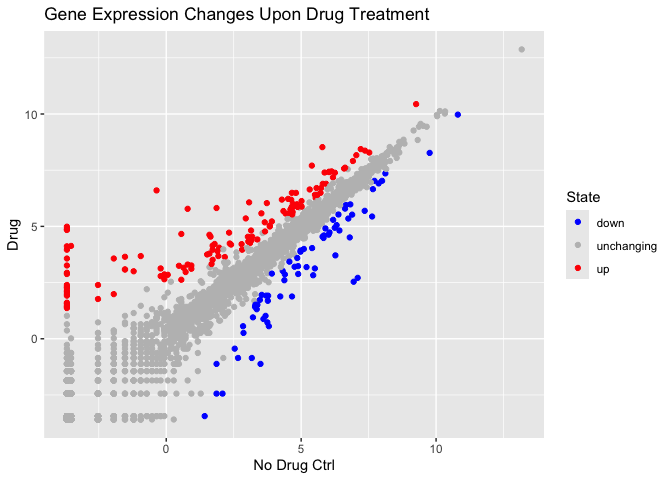 Gene Expression Changes Upon Drug Treatment
10
5
0
Drug
0 5 10
No Drug Ctrl
State
down
unchanging
up